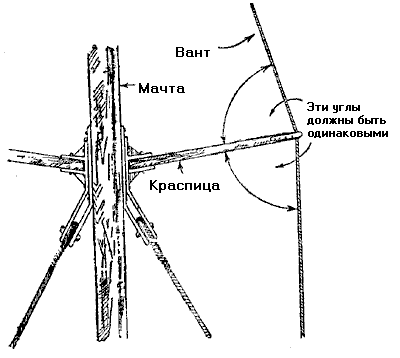 Вант
Мачта
Эти углы
должны быть
одинаковыми
Краспица